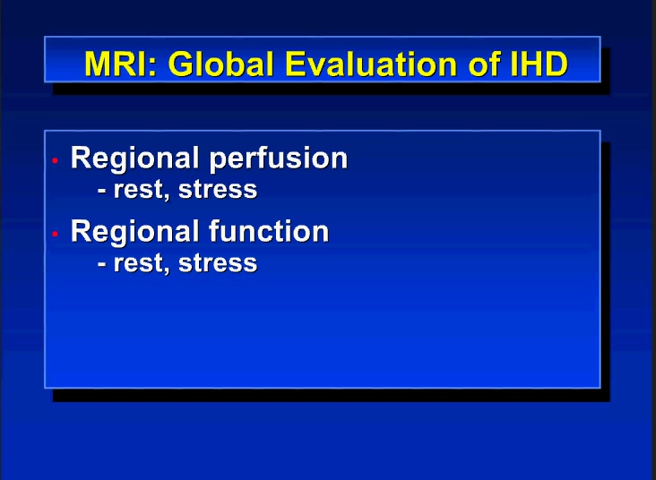 MRI: Global Evaluation of IHD
• Regional perfusion
- rest, stress
• Regional function
- rest, stress